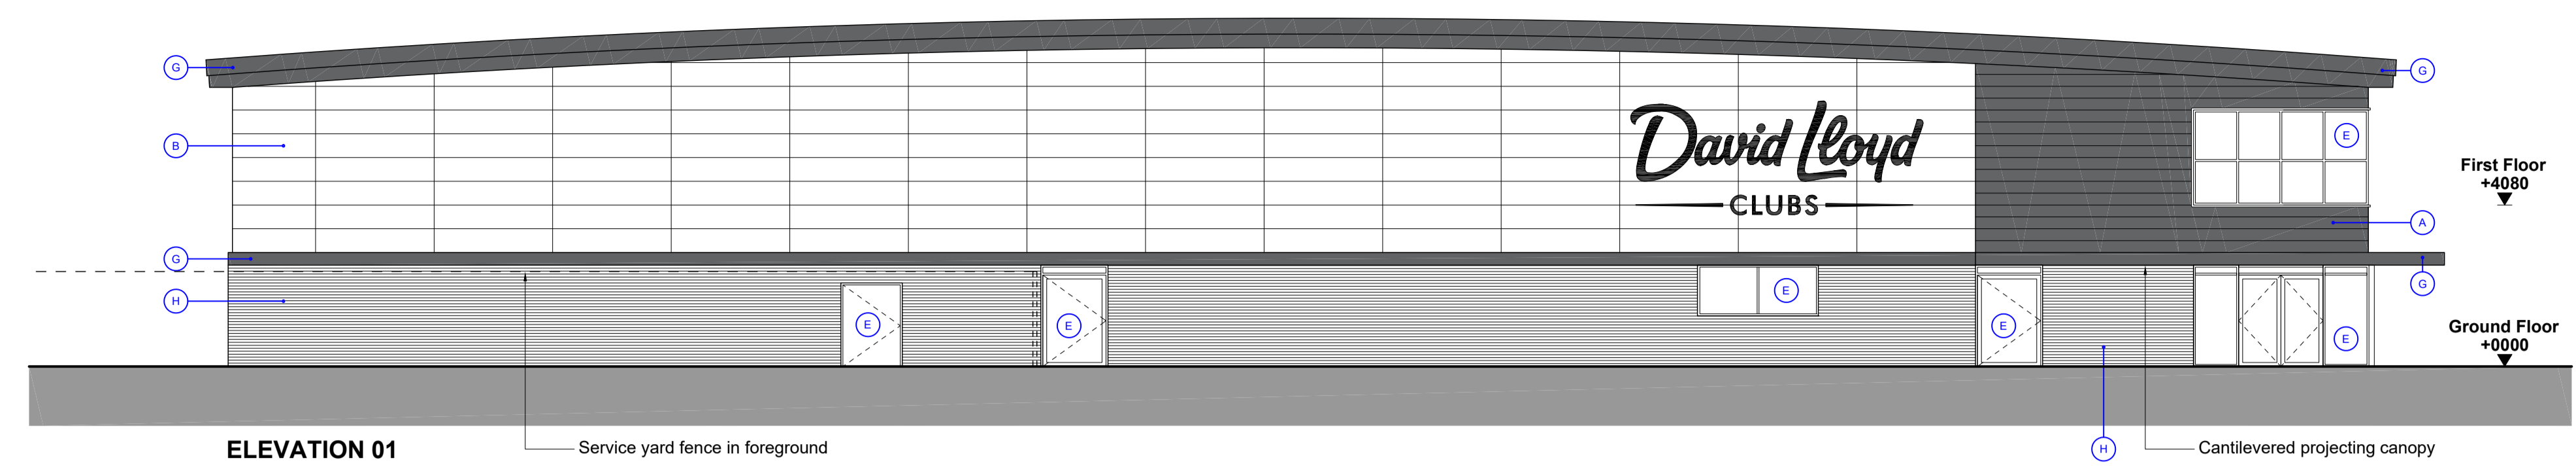 G
G
B
David Lloyd
CLUBS
E
First Floor
+4080
A
G
G
H
E
E
E
E
E
Ground Floor
+0000
H
ELEVATION 01
Service yard fence in foreground
Cantilevered projecting canopy